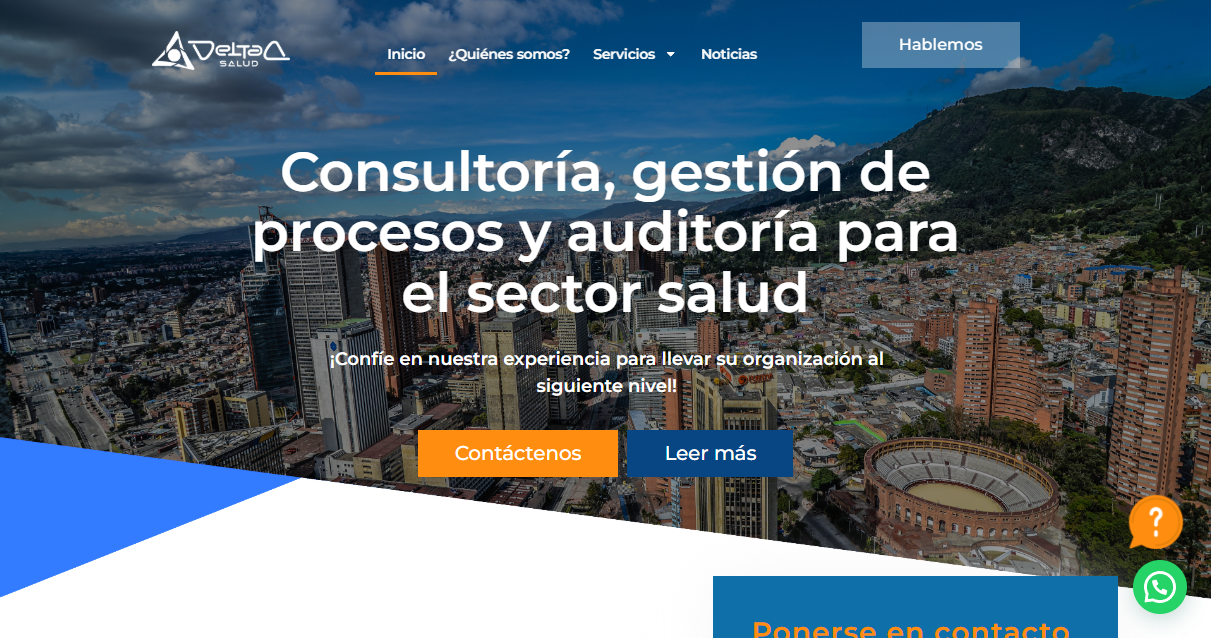 DeltaA
SALUD
Inicio
¿Quiénes somos?
Servicios
Noticias
Hablemos
Consultoría, gestión de
procesos y auditoría para
el sector salud
¡Confíe en nuestra experiencia para llevar su organización al
siguiente nivel!
Contáctenos
Leer más
?
Ponerse en contacto